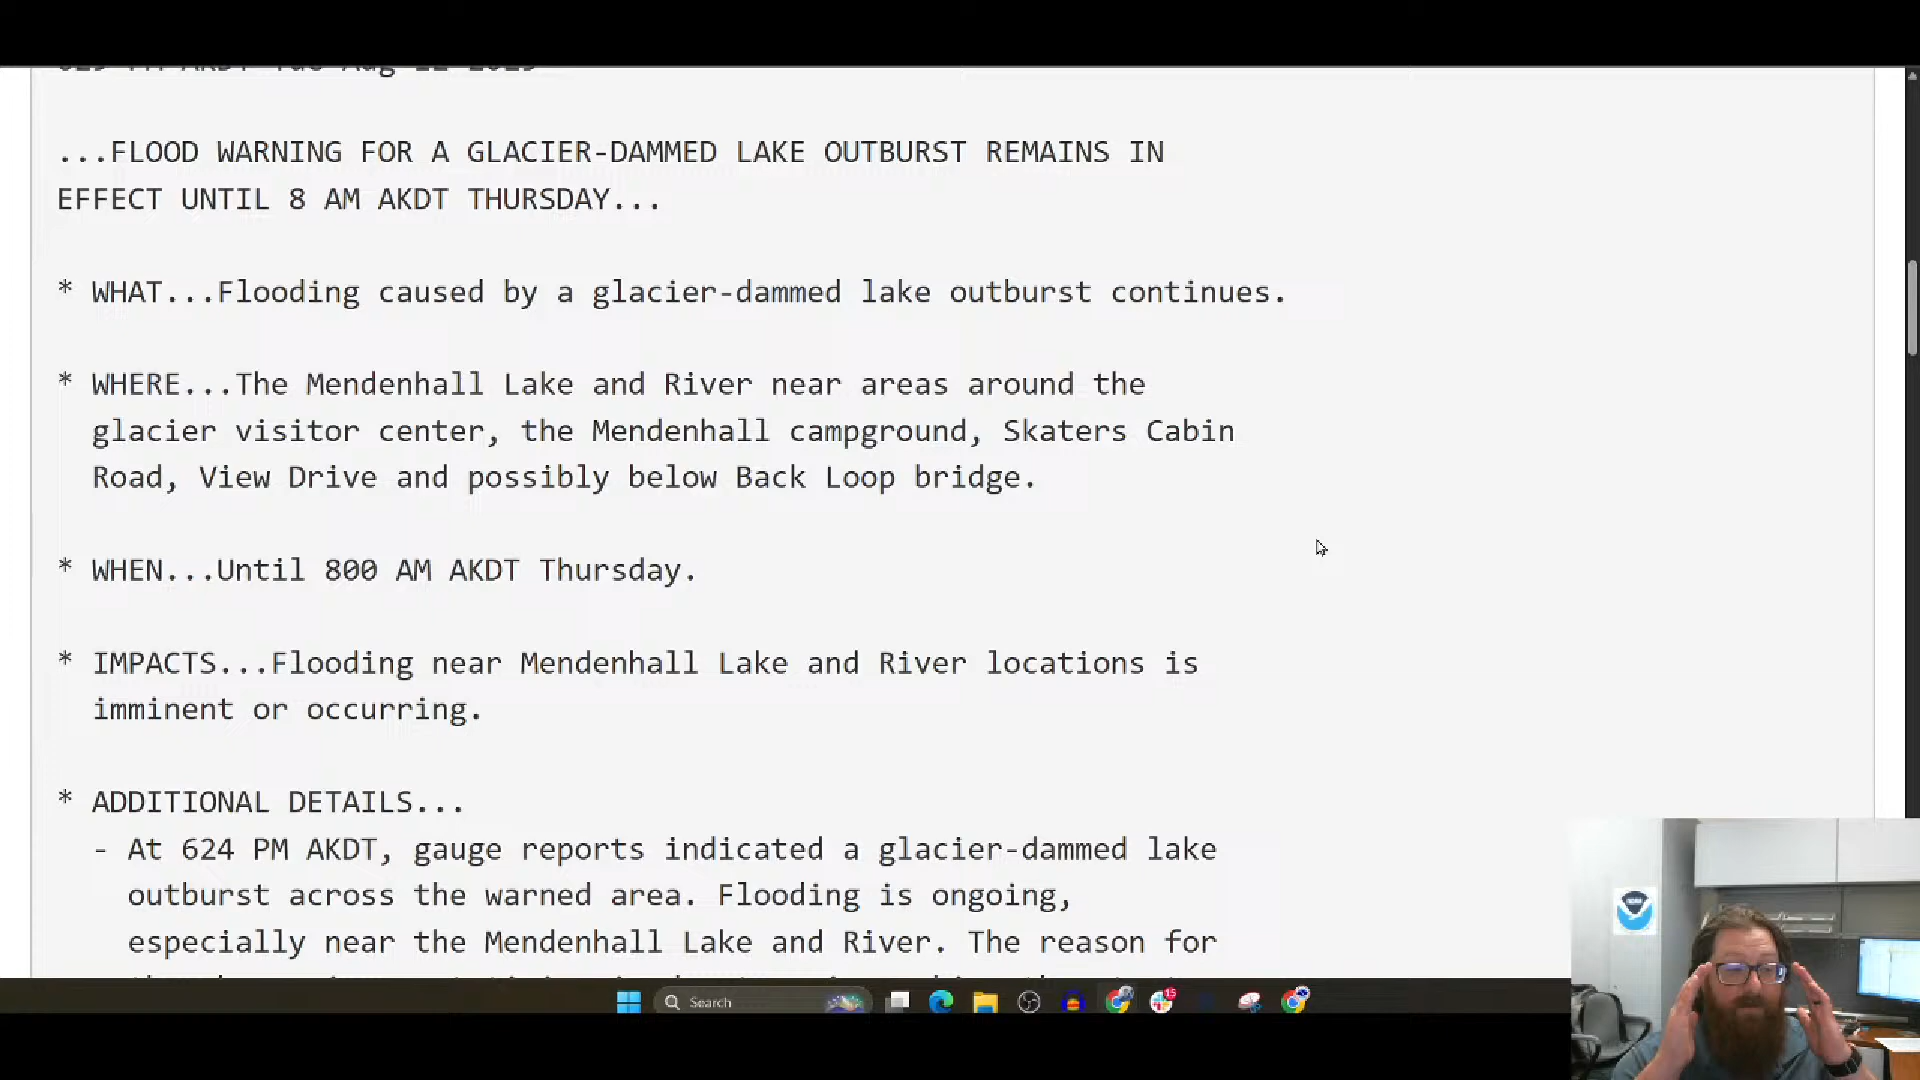 ...FLOOD WARNING FOR A GLACIER-DAMMED LAKE OUTBURST REMAINS IN
EFFECT UNTIL 8 AM AKDT THURSDAY...
* WHAT...Flooding caused by a glacier-dammed lake outburst continues.
* WHERE...The Mendenhall Lake and River near areas around the
glacier visitor center, the Mendenhall campground, Skaters Cabin
Road, View Drive and possibly below Back Loop bridge.
* WHEN...Until 800 AM AKDT Thursday.
* IMPACTS...Flooding near Mendenhall Lake and River locations is
imminent or occurring.
* ADDITIONAL DETAILS...
- At 624 PM AKDT, gauge reports indicated a glacier-dammed lake
outburst across the warned area. Flooding is ongoing,
especially near the Mendenhall Lake and River. The reason for
Search
15